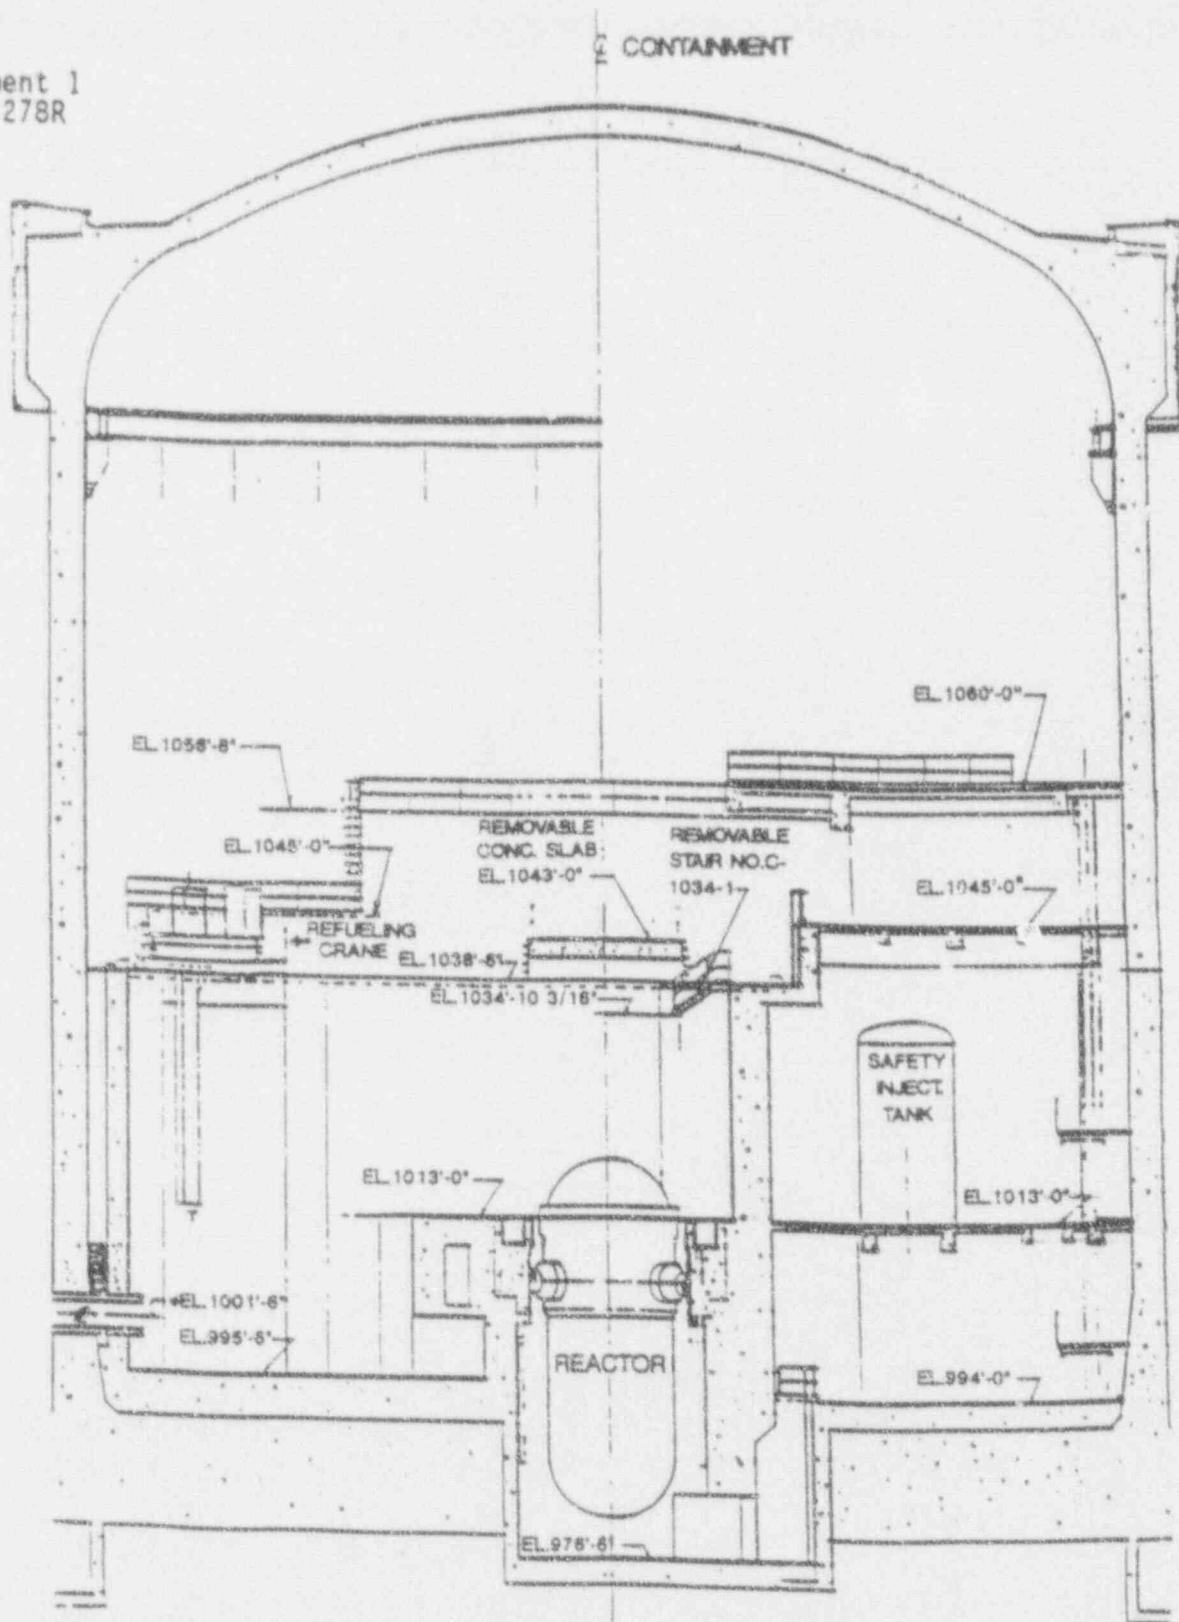 ℄ CONTAINMENT
ment 1
278R
EL.1060'-0"
EL.1056'-8"
REMOVABLE
CONC. SLAB
EL.1043'-0"
REMOVABLE
STAIR NO.C-
1034-1
EL.1045'-0"
EL.1045'-0"
REFUELING
CRANE
EL.1038'-6"
EL.1034'-10 3/16"
SAFETY
INJECT.
TANK
EL.1013'-0"
EL.1013'-0"
EL.1001'-6"
EL.995'-6"
REACTOR
EL.994'-0"
EL.976'-6"